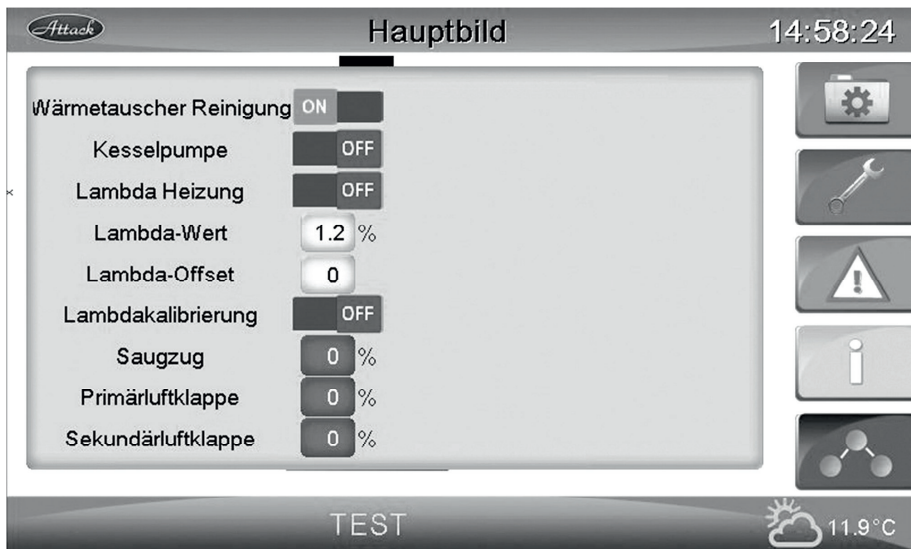 Attack Hauptbild 14:58:24
Wärmetauscher Reinigung ON
Kesselpumpe OFF
Lambda Heizung OFF
Lambda-Wert 1.2 %
Lambda-Offset 0
Lambdakalibrierung OFF
Saugzug 0 %
Primärluftklappe 0 %
Sekundärluftklappe 0 %
TEST 11.9°C